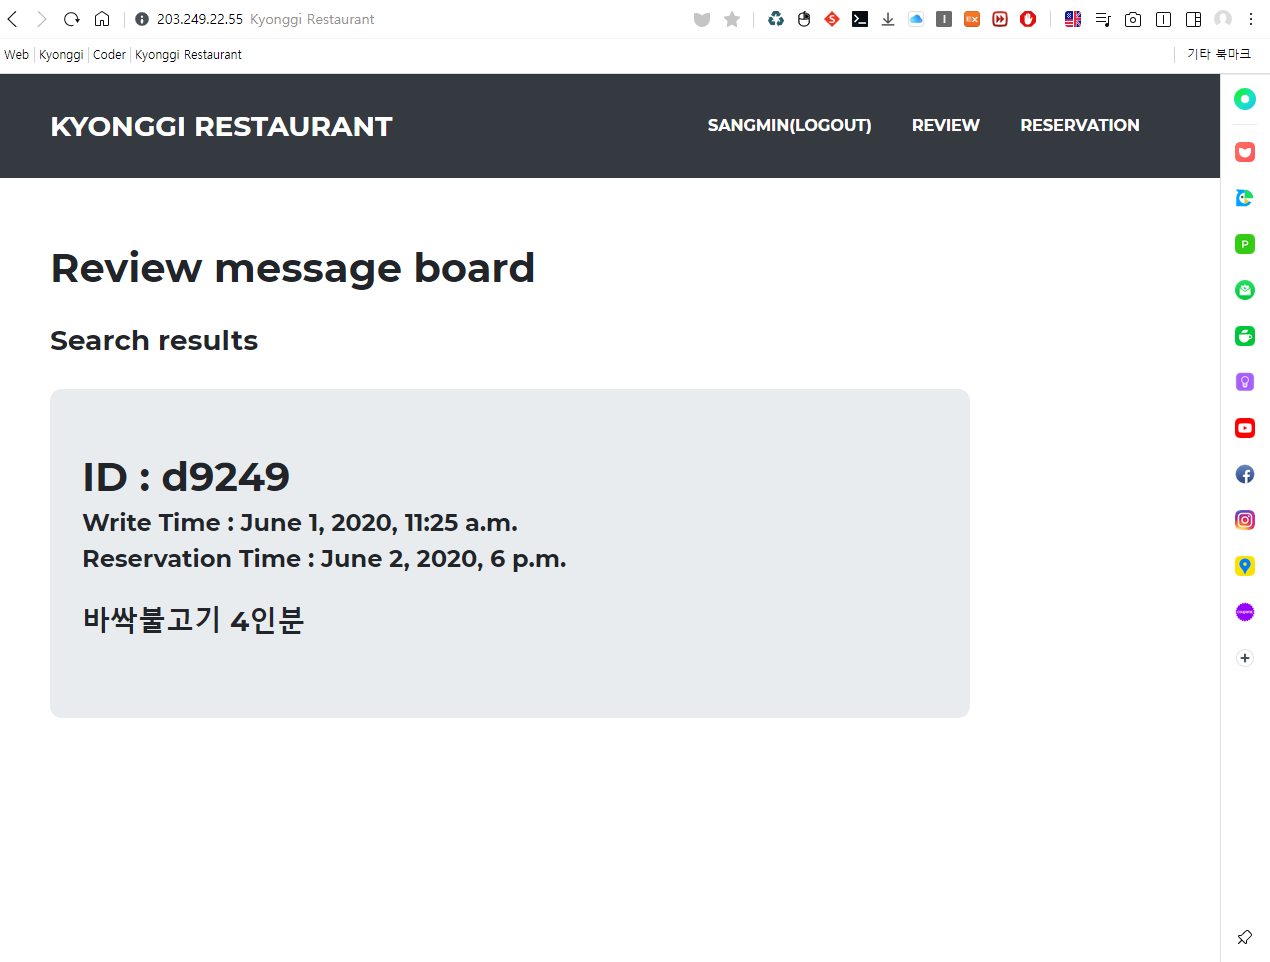 203.249.22.55 Kyonggi Restaurant
Web Kyonggi Coder Kyonggi Restaurant 기타 북마크
KYONGGI RESTAURANT SANGMIN(LOGOUT) REVIEW RESERVATION
Review message board
Search results
ID : d9249
Write Time : June 1, 2020, 11:25 a.m.
Reservation Time : June 2, 2020, 6 p.m.
바싹불고기 4인분